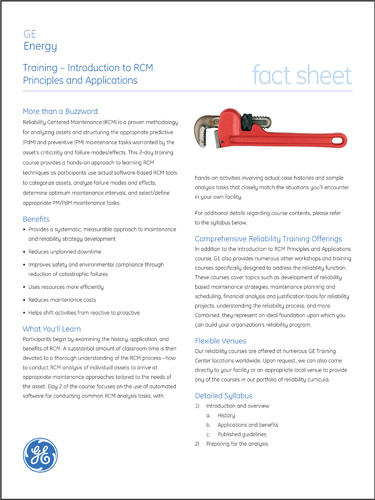 GE
Energy
Training – Introduction to RCM
Principles and Applications
fact sheet
More than a Buzzword
Reliability Centered Maintenance (RCM) is a proven methodology
for analyzing assets and structuring the appropriate predictive
(PdM) and preventive (PM) maintenance tasks warranted by the
asset's criticality and failure modes/effects. This 2-day training
course provides a hands-on approach to learning RCM
techniques as participants use actual software-based RCM tools
to categorize assets, analyze failure modes and effects,
determine optimum maintenance intervals, and select/define
appropriate PM/PdM maintenance tasks.
Benefits
• Provides a systematic, measurable approach to maintenance
and reliability strategy development
• Reduces unplanned downtime
• Improves safety and environmental compliance through
reduction of catastrophic failures
• Uses resources more efficiently
• Reduces maintenance costs
• Helps shift activities from reactive to proactive
What You'll Learn
Participants begin by examining the history, application, and
benefits of RCM. A substantial amount of classroom time is then
devoted to a thorough understanding of the RCM process—how
to conduct RCM analysis of individual assets to arrive at
appropriate maintenance approaches tailored to the needs of
the asset. Day 2 of the course focuses on the use of automated
software for conducting common RCM analysis tasks, with
hands-on activities involving actual case histories and sample
analysis tasks that closely match the situations you'll encounter
in your own facility.
For additional details regarding course contents, please refer
to the syllabus below.
Comprehensive Reliability Training Offerings
In addition to the Introduction to RCM Principles and Applications
course, GE also provides numerous other workshops and training
courses specifically designed to address the reliability function.
These courses cover topics such as development of reliability
based maintenance strategies, maintenance planning and
scheduling, financial analysis and justification tools for reliability
projects, understanding the reliability process, and more.
Combined, they represent an ideal foundation upon which you
can build your organization's reliability program.
Flexible Venues
Our reliability courses are offered at numerous GE Training
Center locations worldwide. Upon request, we can also come
directly to your facility or an appropriate local venue to provide
any of the courses in our portfolio of reliability curricula.
Detailed Syllabus
1) Introduction and overview
a. History
b. Applications and benefits
c. Published guidelines
2) Preparing for the analysis
GE